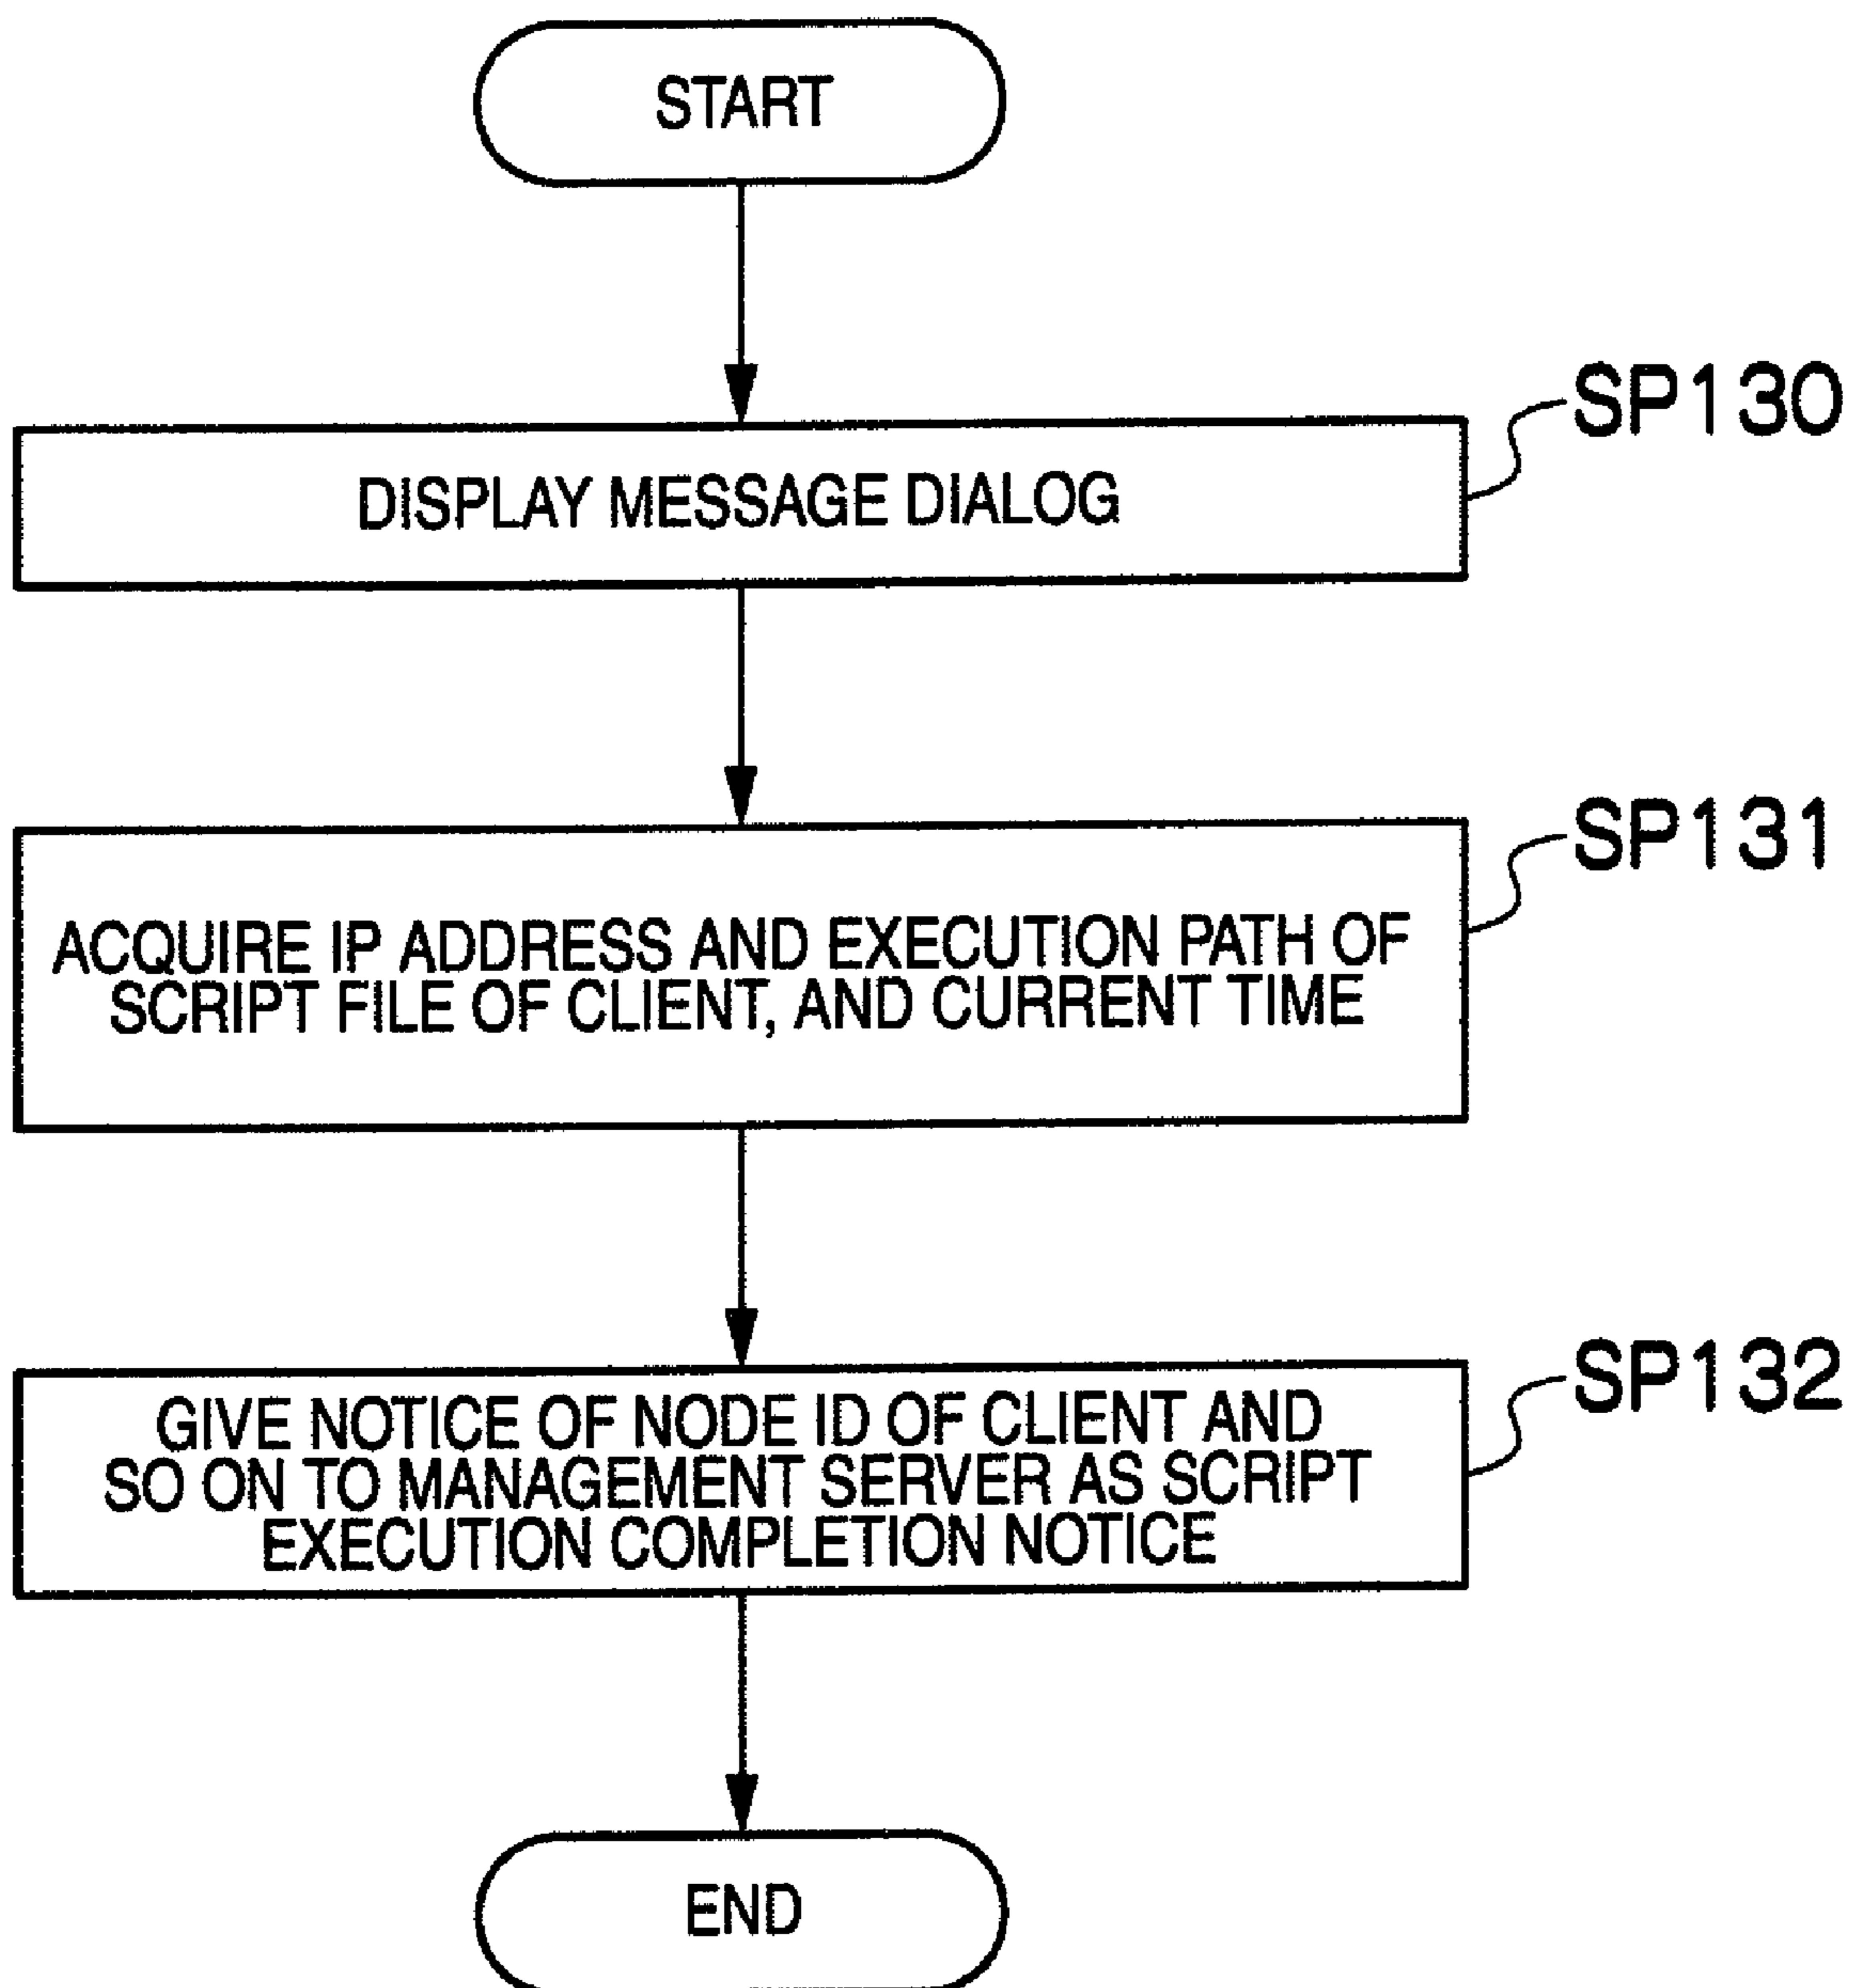 START
SP130
DISPLAY MESSAGE DIALOG
SP131
ACQUIRE IP ADDRESS AND EXECUTION PATH OF
SCRIPT FILE OF CLIENT, AND CURRENT TIME
SP132
GIVE NOTICE OF NODE ID OF CLIENT AND
SO ON TO MANAGEMENT SERVER AS SCRIPT
EXECUTION COMPLETION NOTICE
END